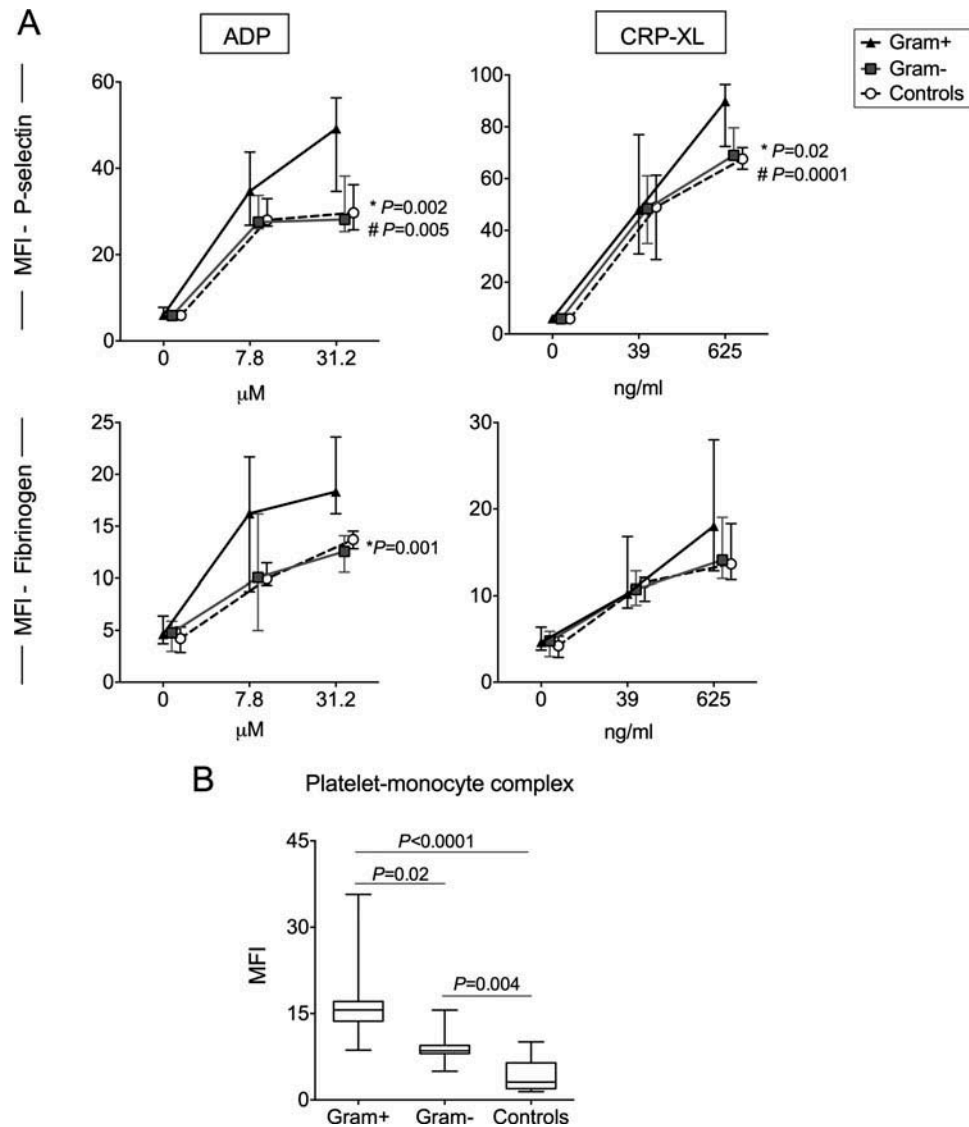 A
ADP
CRP-XL
Gram+
Gram-
Controls
MFI - P-selectin
60
40
20
0
0
7.8
31.2
µM
* P=0.002
# P=0.005
100
80
60
40
20
0
0
39
625
ng/ml
* P=0.02
# P=0.0001
MFI - Fibrinogen
25
20
15
10
5
0
0
7.8
31.2
µM
*P=0.001
30
20
10
0
0
39
625
ng/ml
B
Platelet-monocyte complex
MFI
45
30
15
0
P<0.0001
P=0.02
P=0.004
Gram+
Gram-
Controls